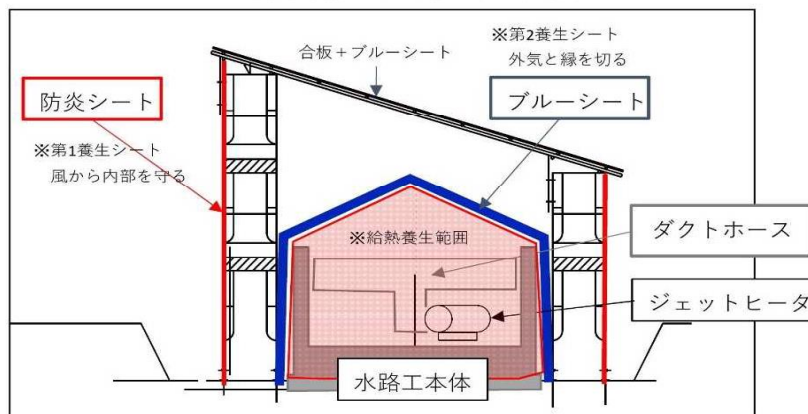 合板＋ブルーシート
※第2養生シート
外気と縁を切る
防炎シート
ブルーシート
※第1養生シート
風から内部を守る
※給熱養生範囲
ダクトホース
ジェットヒータ
水路工本体